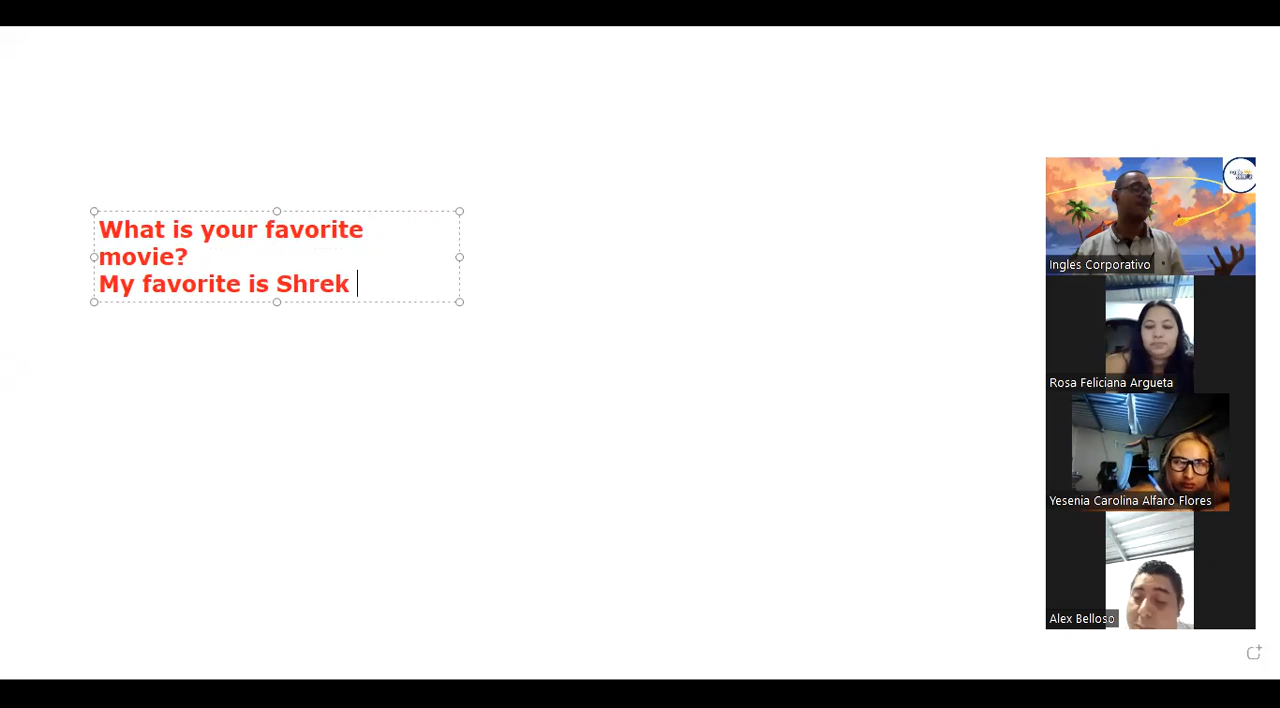 What is your favorite
movie?
My favorite is Shrek
Ingles Corporativo
Rosa Feliciana Argueta
Yesenia Carolina Alfaro Flores
Alex Belloso